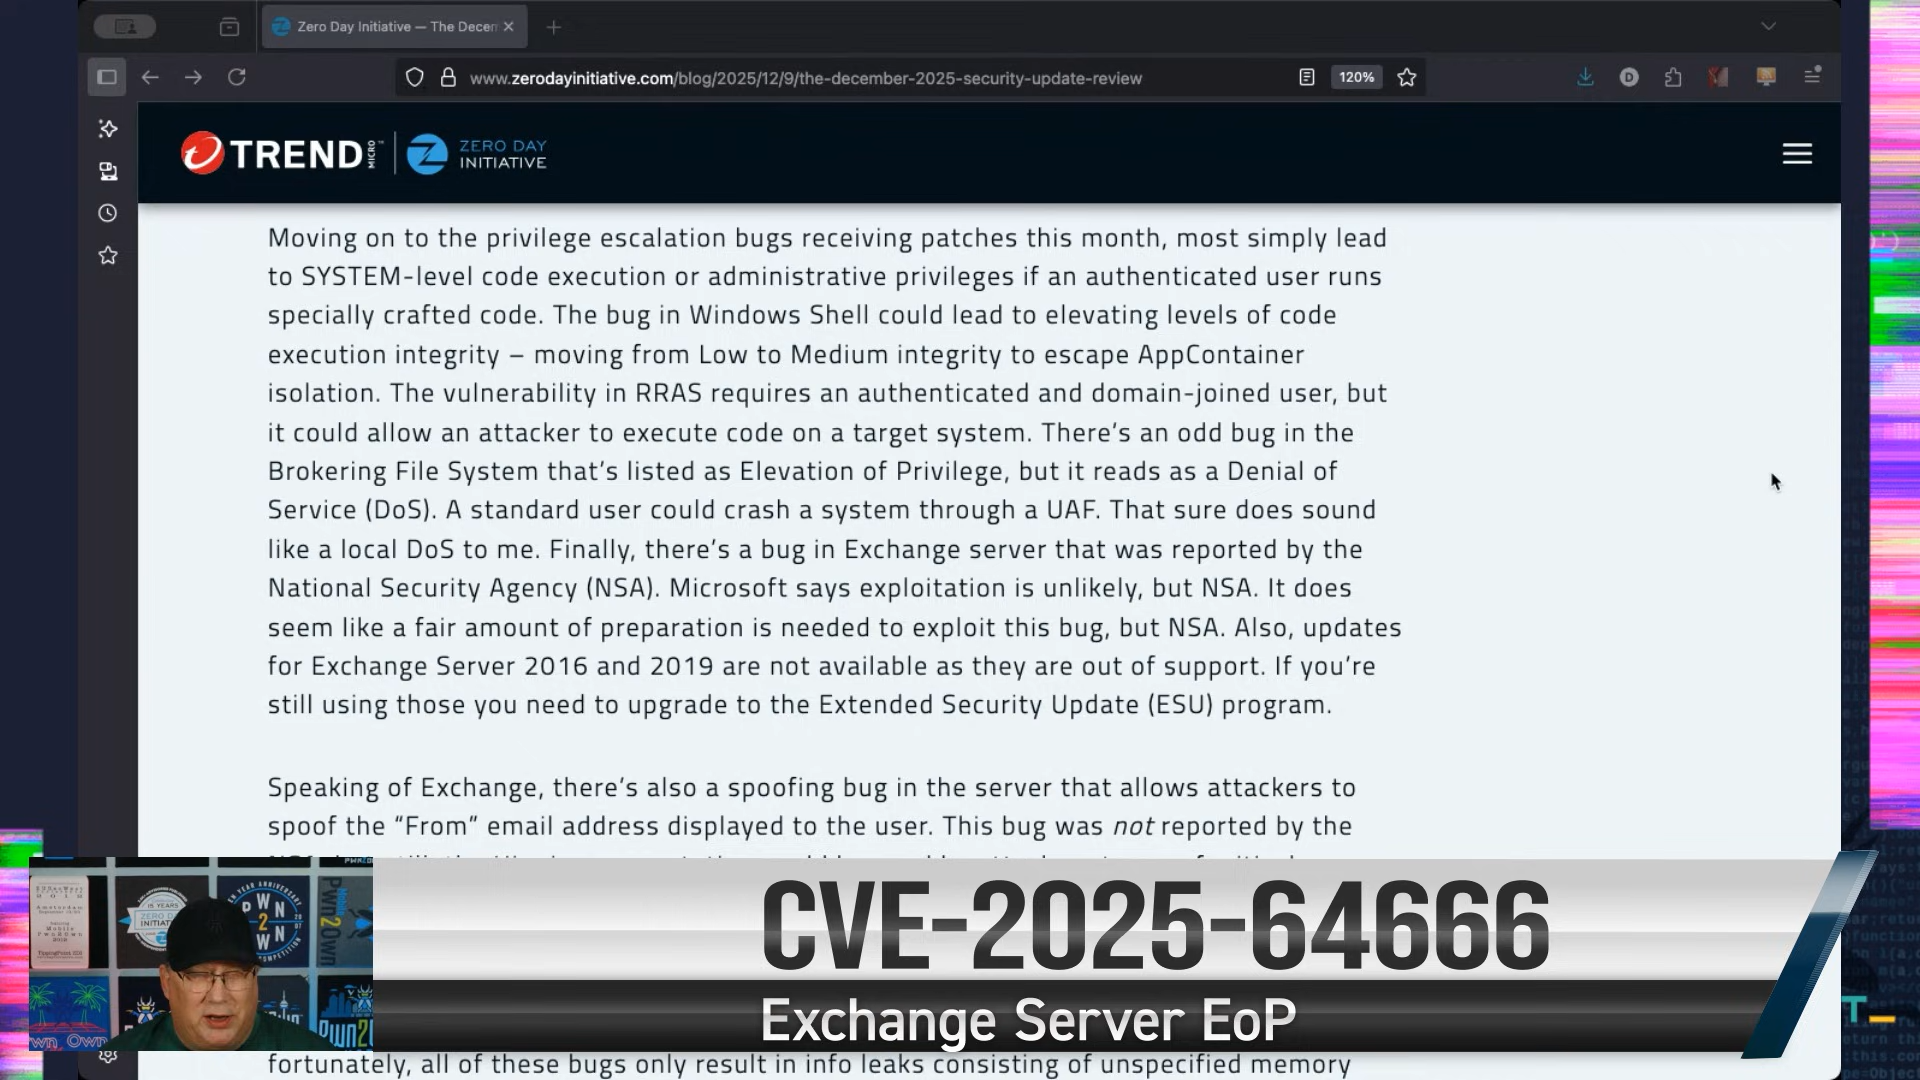 Zero Day Initiative — The Decem
www.zerodayinitiative.com/blog/2025/12/9/the-december-2025-security-update-review
120%
D
TREND MICRO™
ZERO DAY
INITIATIVE
Moving on to the privilege escalation bugs receiving patches this month, most simply lead
to SYSTEM-level code execution or administrative privileges if an authenticated user runs
specially crafted code. The bug in Windows Shell could lead to elevating levels of code
execution integrity – moving from Low to Medium integrity to escape AppContainer
isolation. The vulnerability in RRAS requires an authenticated and domain-joined user, but
it could allow an attacker to execute code on a target system. There’s an odd bug in the
Brokering File System that’s listed as Elevation of Privilege, but it reads as a Denial of
Service (DoS). A standard user could crash a system through a UAF. That sure does sound
like a local DoS to me. Finally, there’s a bug in Exchange server that was reported by the
National Security Agency (NSA). Microsoft says exploitation is unlikely, but NSA. It does
seem like a fair amount of preparation is needed to exploit this bug, but NSA. Also, updates
for Exchange Server 2016 and 2019 are not available as they are out of support. If you’re
still using those you need to upgrade to the Extended Security Update (ESU) program.
Speaking of Exchange, there’s also a spoofing bug in the server that allows attackers to
spoof the “From” email address displayed to the user. This bug was not reported by the
15 YEARS
ZERO DA
INITIATIV
YEAR ANNIVERSARY
PWN
2
WN
Pwn2Own
CVE-2025-64666
Exchange Server EoP
fortunately, all of these bugs only result in info leaks consisting of unspecified memory
T_